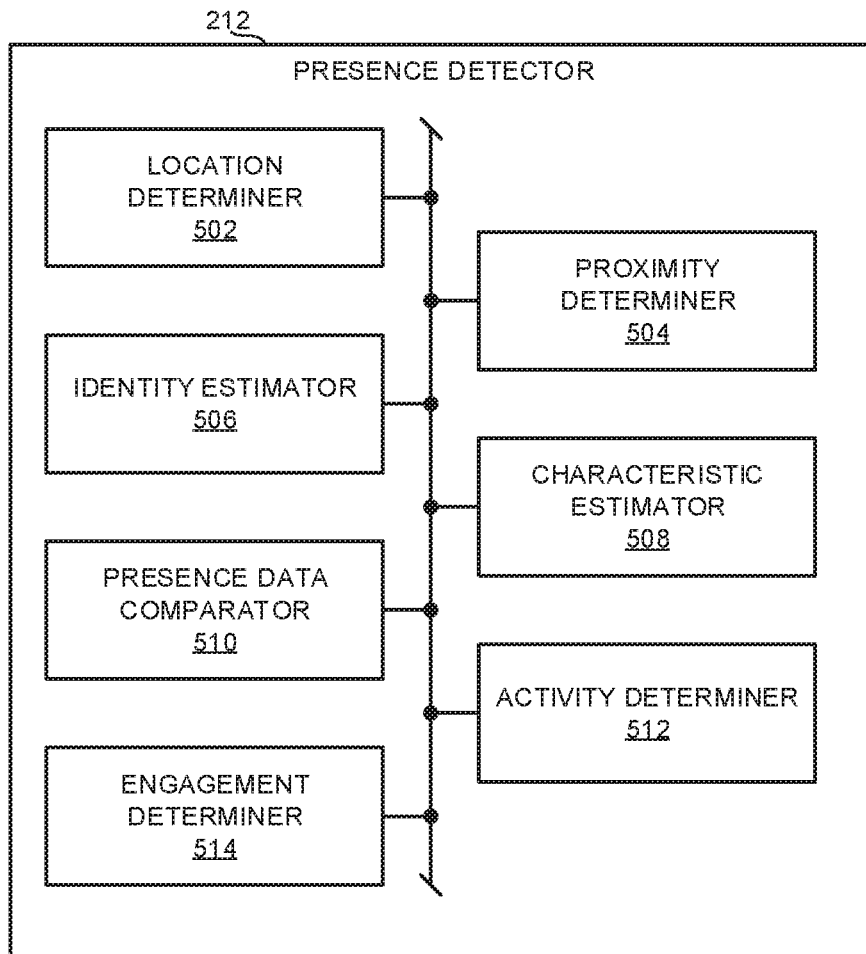 212
PRESENCE DETECTOR
LOCATION
DETERMINER
502
PROXIMITY
DETERMINER
504
IDENTITY ESTIMATOR
506
CHARACTERISTIC
ESTIMATOR
508
PRESENCE DATA
COMPARATOR
510
ACTIVITY DETERMINER
512
ENGAGEMENT
DETERMINER
514